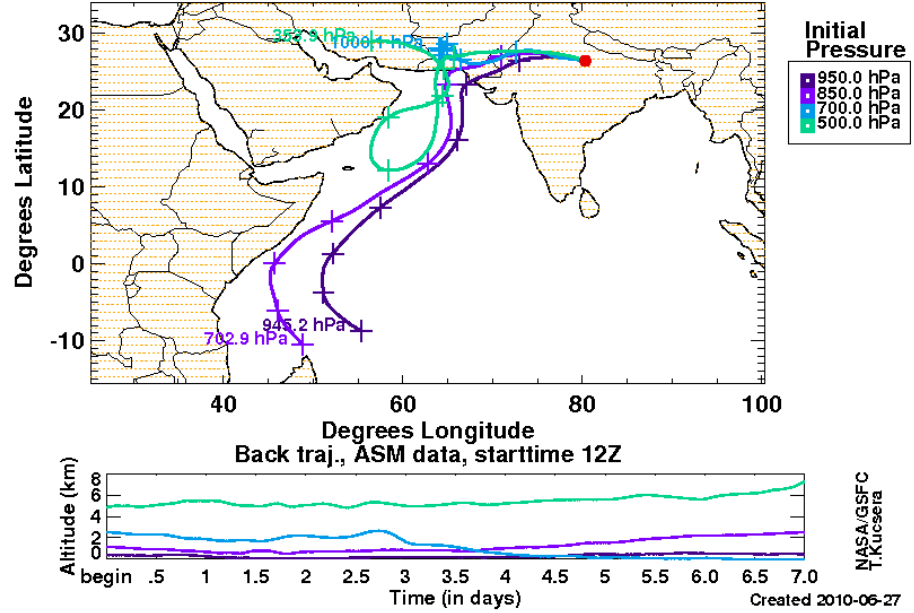 30
20
10
0
-10
Degrees Latitude
353.9 hPa
1000.1 hPa
945.2 hPa
702.9 hPa
40 60 80 100
Degrees Longitude
Initial
Pressure
950.0 hPa
850.0 hPa
700.0 hPa
500.0 hPa
Back traj., ASM data, starttime 12Z
Altitude (km)
8
6
4
2
0
begin .5 1 1.5 2 2.5 3 3.5 4 4.5 5 5.5 6.0 6.5 7.0
Time (in days)
NASA/GSFC
T.Kucsera
Created 2010-06-27